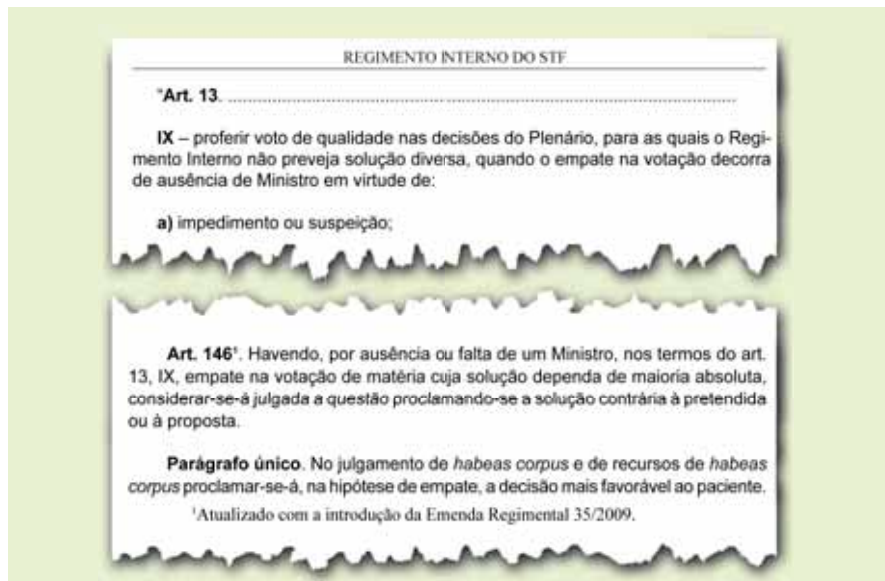 REGIMENTO INTERNO DO STF
"Art. 13. ........................................................................................................
IX – proferir voto de qualidade nas decisões do Plenário, para as quais o Regi-
mento Interno não preveja solução diversa, quando o empate na votação decorra
de ausência de Ministro em virtude de:
a) impedimento ou suspeição;
Art. 146¹. Havendo, por ausência ou falta de um Ministro, nos termos do art.
13, IX, empate na votação de matéria cuja solução dependa de maioria absoluta,
considerar-se-á julgada a questão proclamando-se a solução contrária à pretendida
ou à proposta.
Parágrafo único. No julgamento de habeas corpus e de recursos de habeas
corpus proclamar-se-á, na hipótese de empate, a decisão mais favorável ao paciente.
¹Atualizado com a introdução da Emenda Regimental 35/2009.